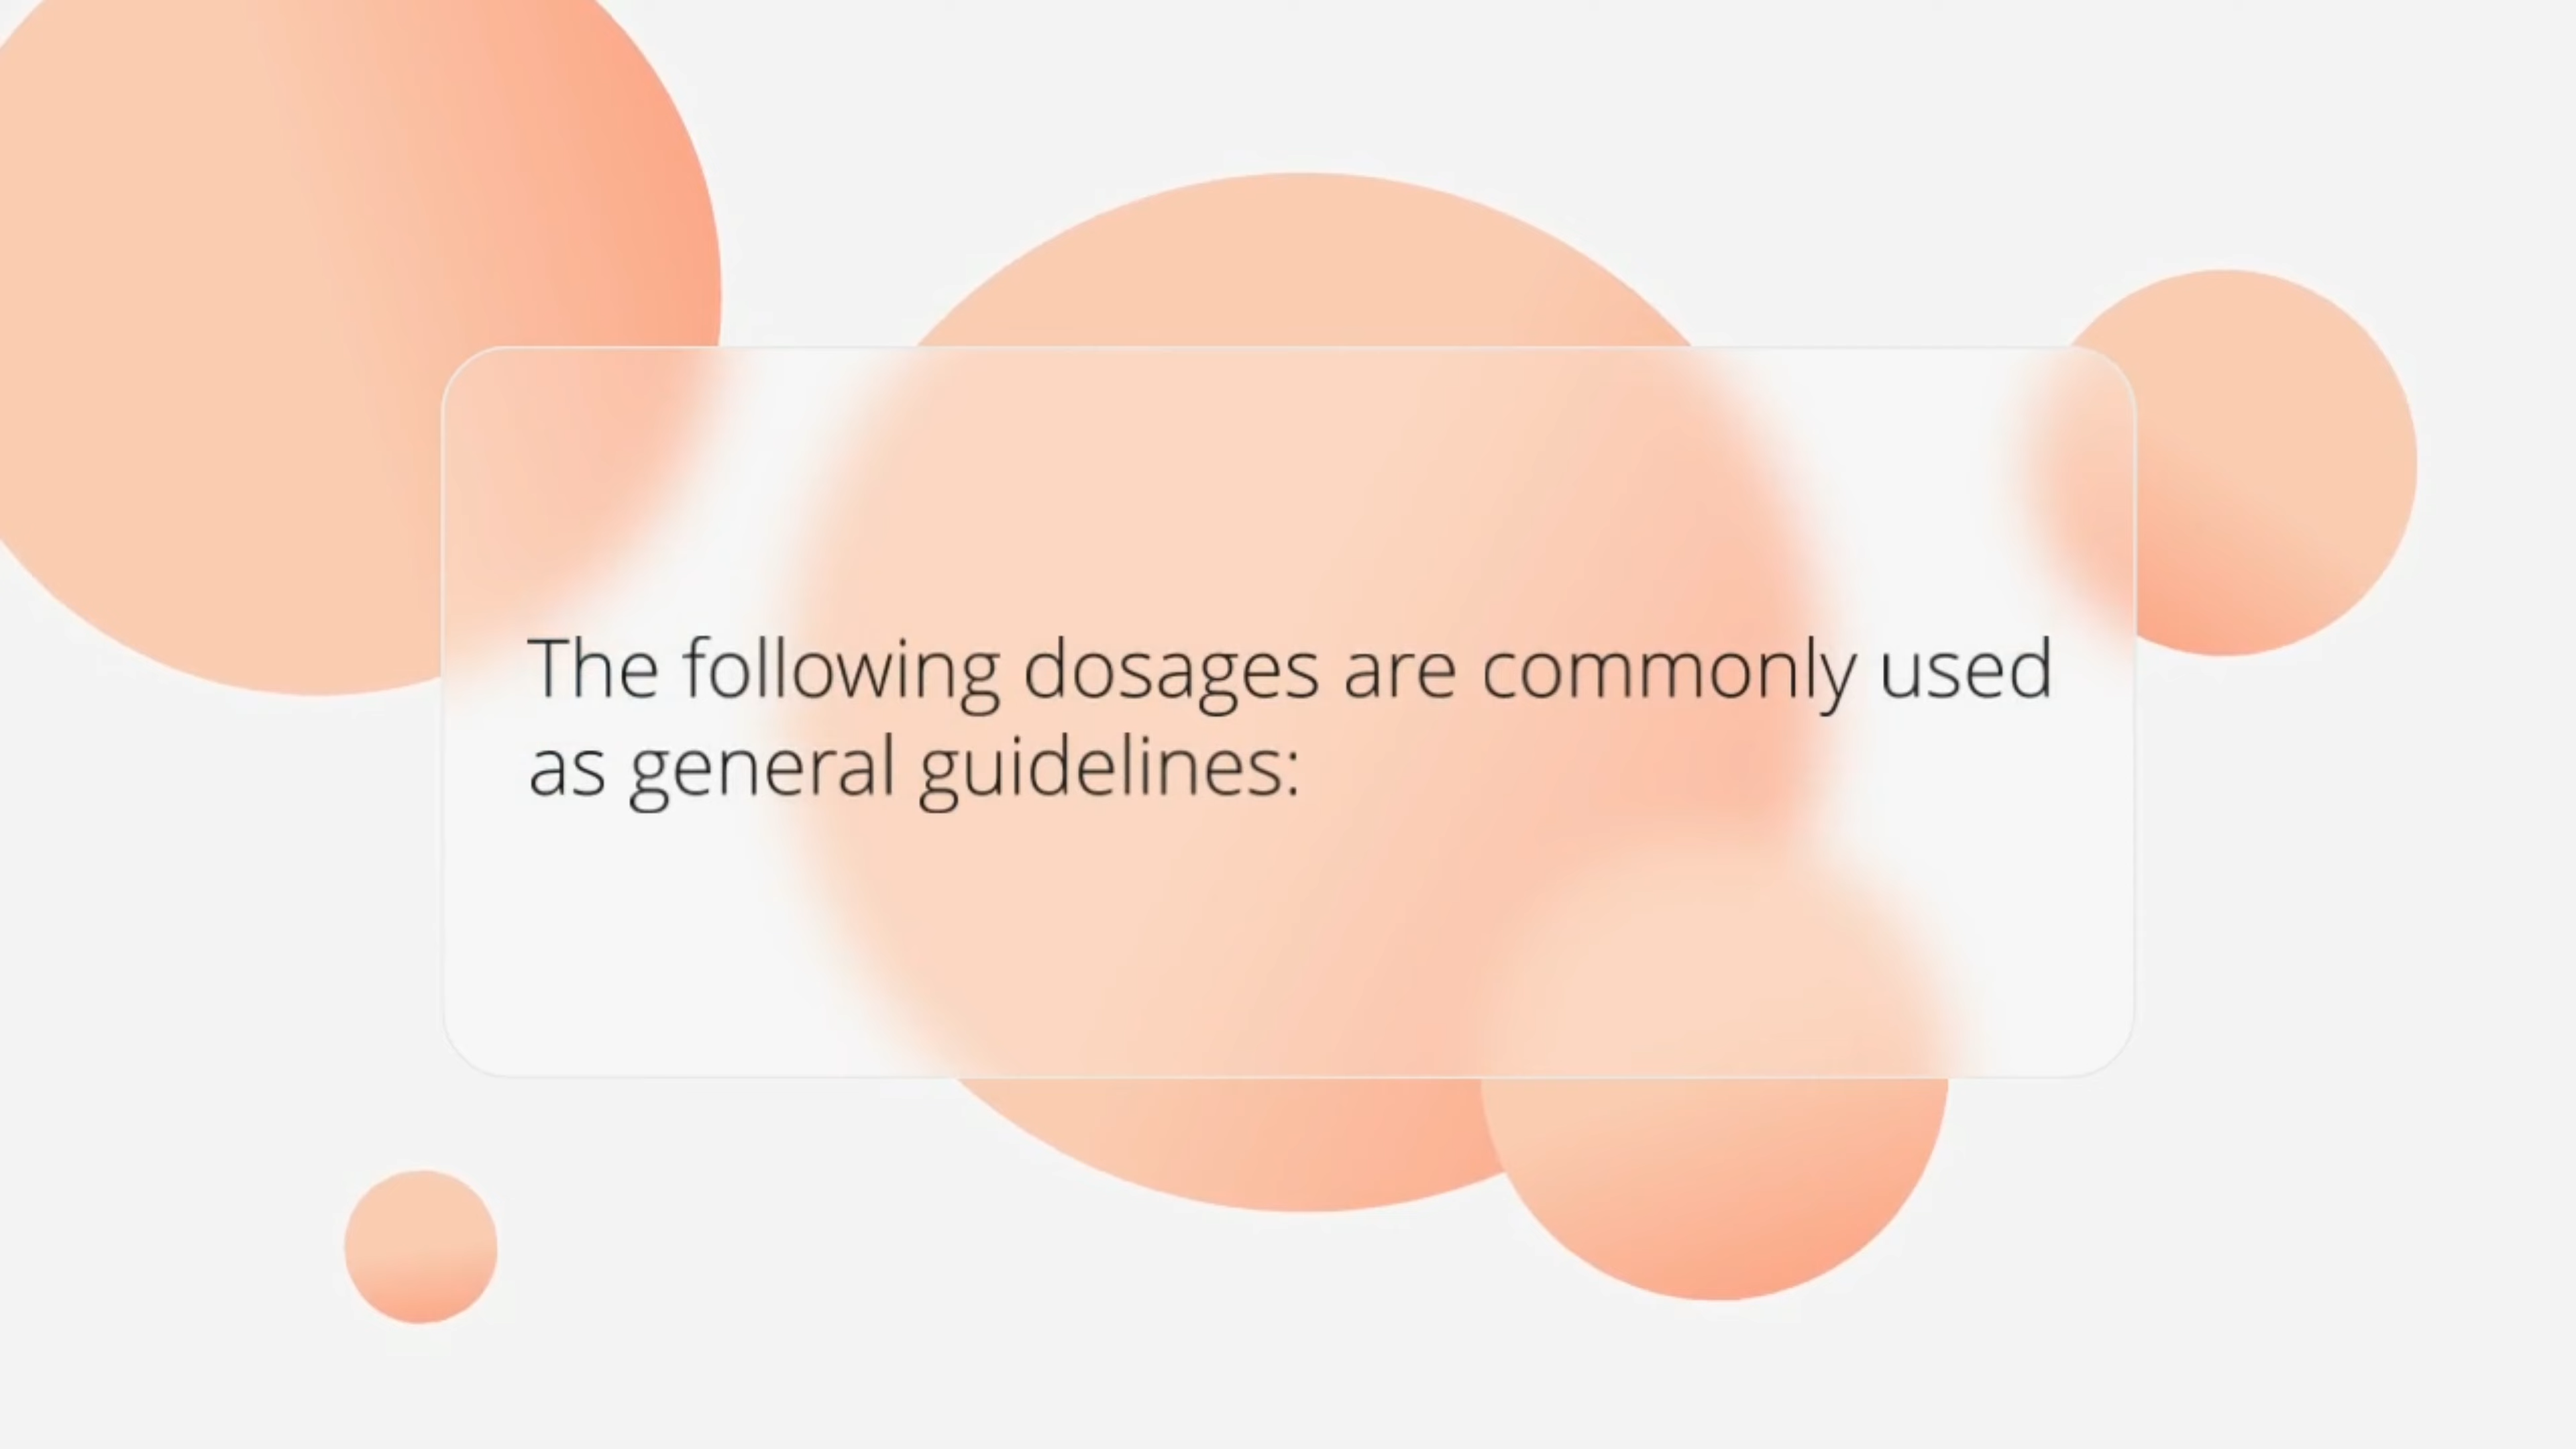 The following dosages are commonly used
as general guidelines: